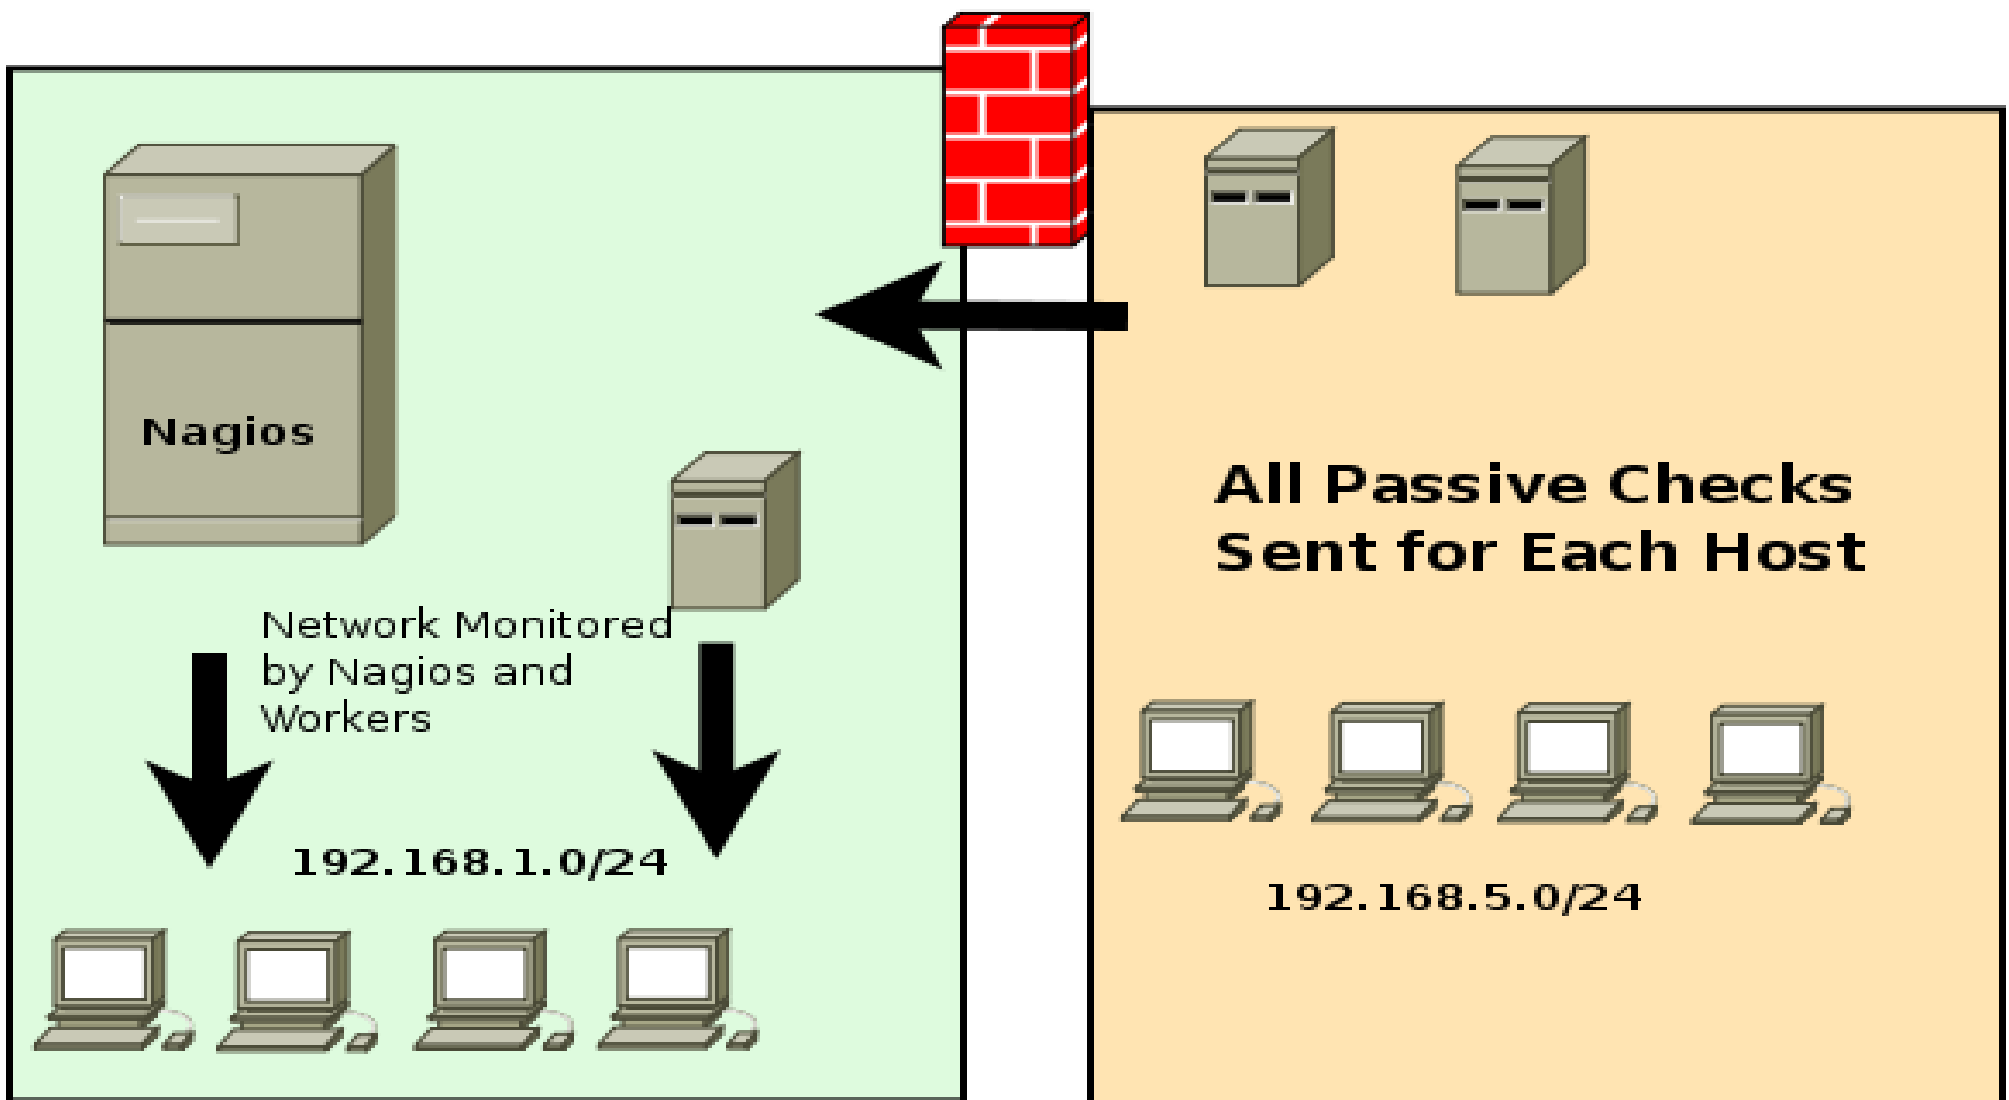 Nagios
Network Monitored
by Nagios and
Workers
192.168.1.0/24
All Passive Checks
Sent for Each Host
192.168.5.0/24